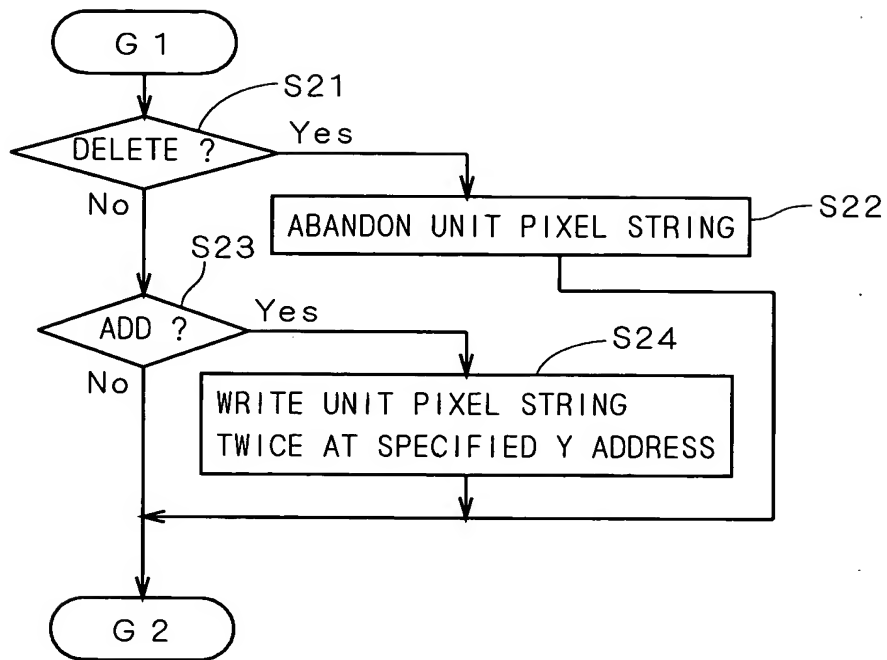 G 1
S21
DELETE ?
Yes
No
ABANDON UNIT PIXEL STRING
S22
S23
ADD ?
Yes
No
S24
WRITE UNIT PIXEL STRING
TWICE AT SPECIFIED Y ADDRESS
G 2